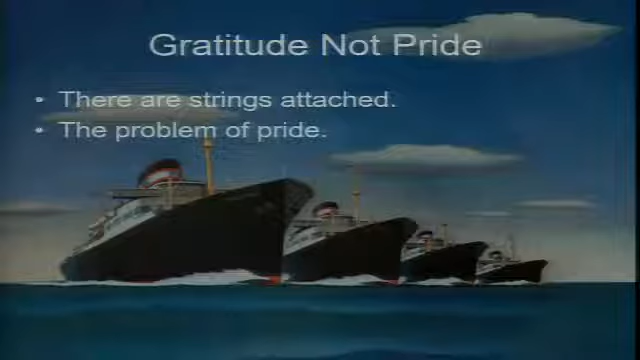 Gratitude Not Pride
• There are strings attached.
• The problem of pride.